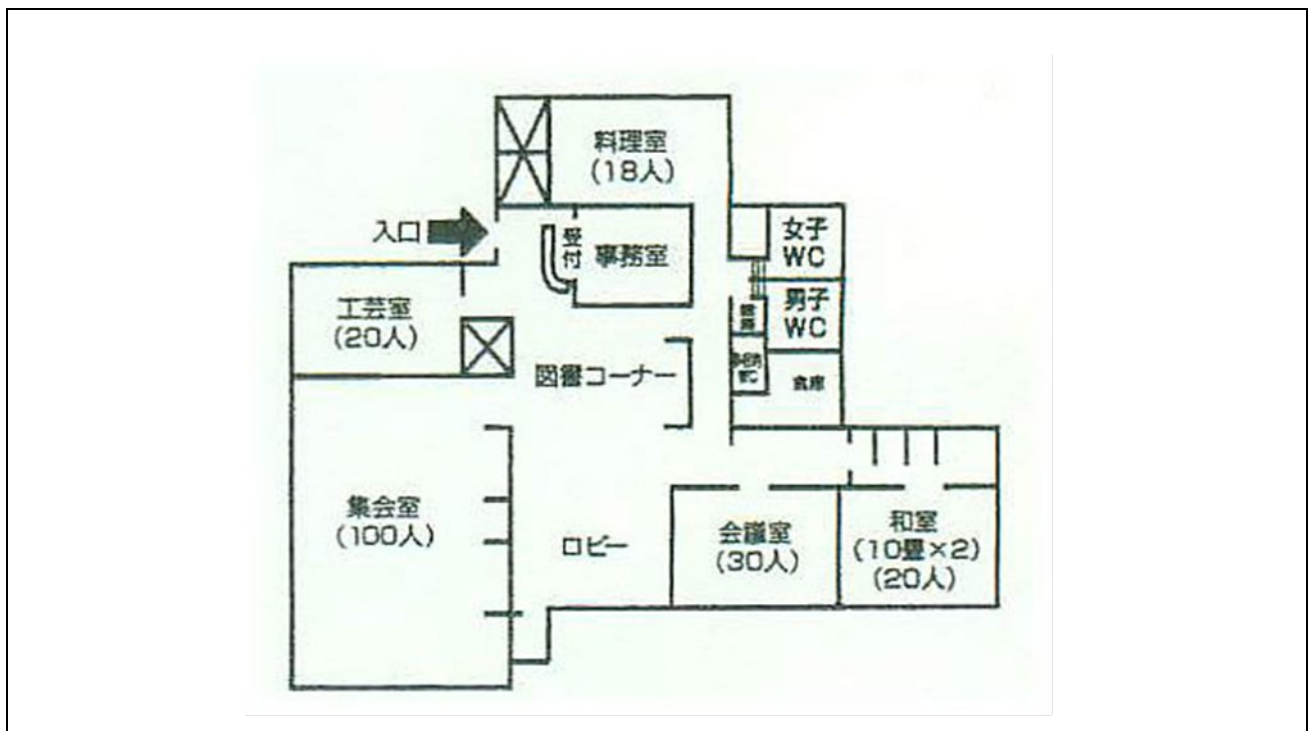 料理室
(18人)
入口
受付
事務室
女子
WC
工芸室
(20人)
男子
WC
図書コーナー
倉庫
集会室
(100人)
ロビー
会議室
(30人)
和室
(10畳×2)
(20人)